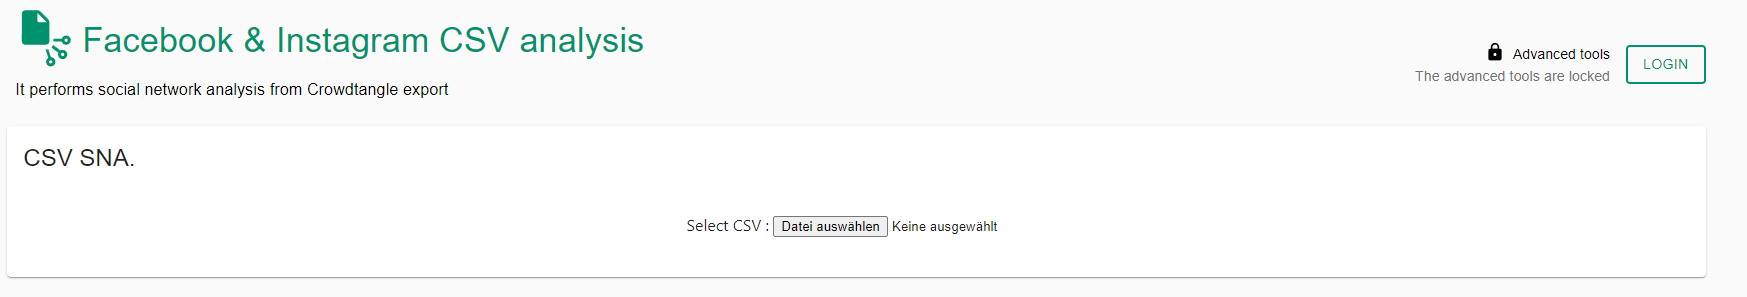 Facebook & Instagram CSV analysis
Advanced tools
The advanced tools are locked
LOGIN
It performs social network analysis from Crowdtangle export
CSV SNA.
Select CSV : Datei auswählen Keine ausgewählt